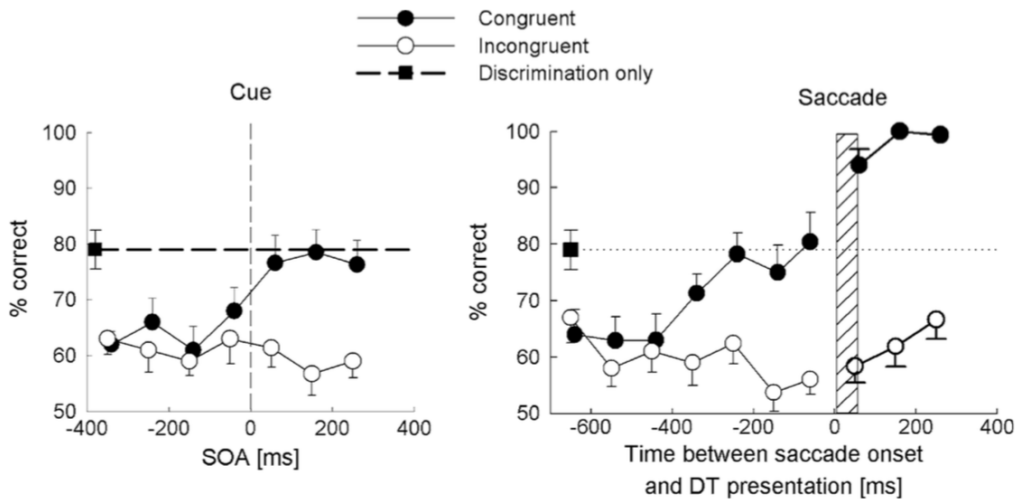 Congruent
Incongruent
Discrimination only
Cue
Saccade
100
90
80
70
60
50
% correct
-400
-200
0
200
400
SOA [ms]
100
90
80
70
60
50
% correct
-600
-400
-200
0
200
400
Time between saccade onset
and DT presentation [ms]